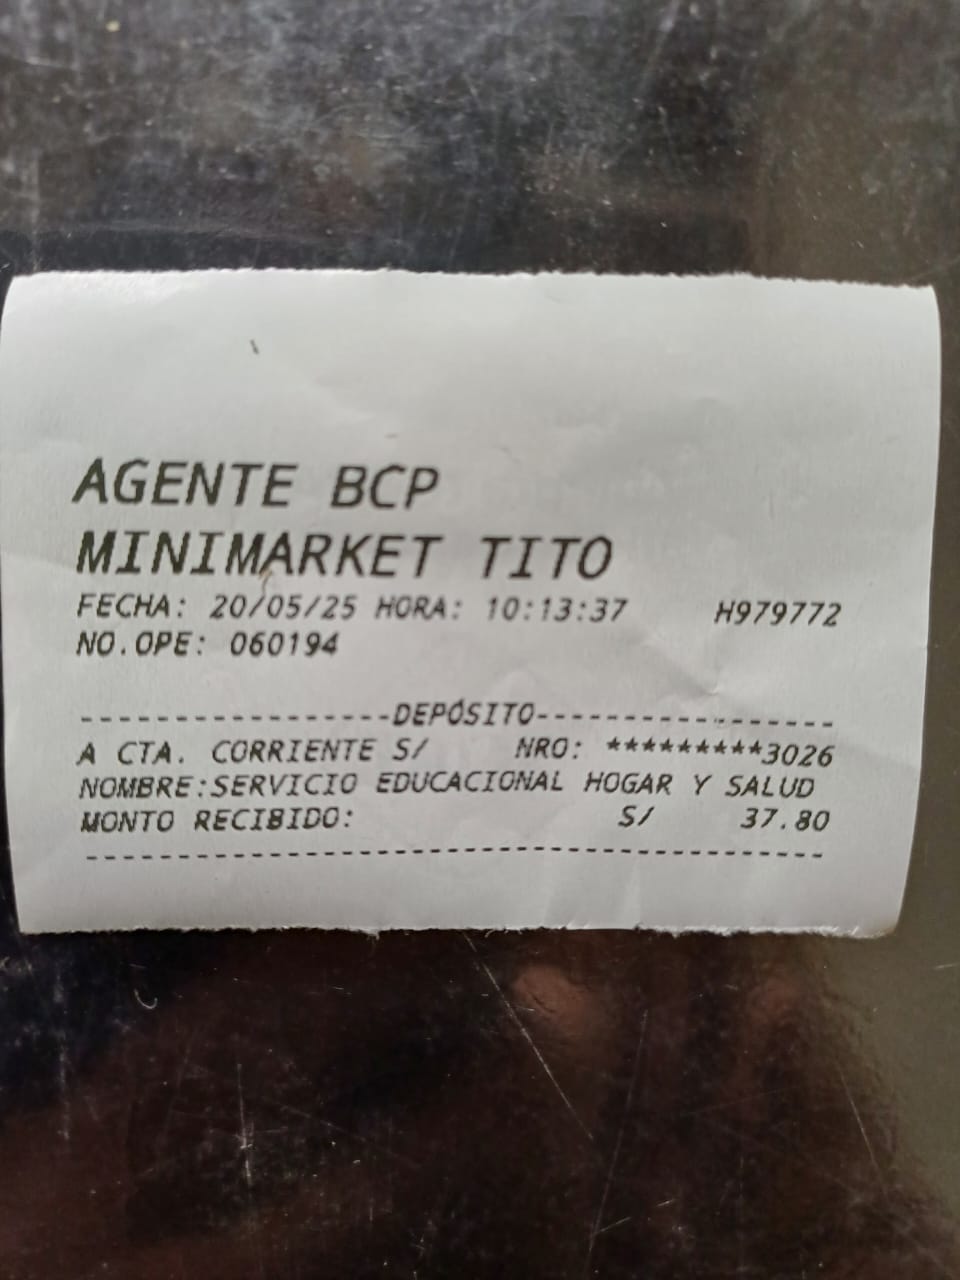 AGENTE BCP
MINIMARKET TITO
FECHA: 20/05/25 HORA: 10:13:37 H979772
NO.OPE: 060194
-----------------DEPÓSITO-----------------
A CTA. CORRIENTE S/ NRO: *********3026
NOMBRE:SERVICIO EDUCACIONAL HOGAR Y SALUD
MONTO RECIBIDO: S/ 37.80
------------------------------------------